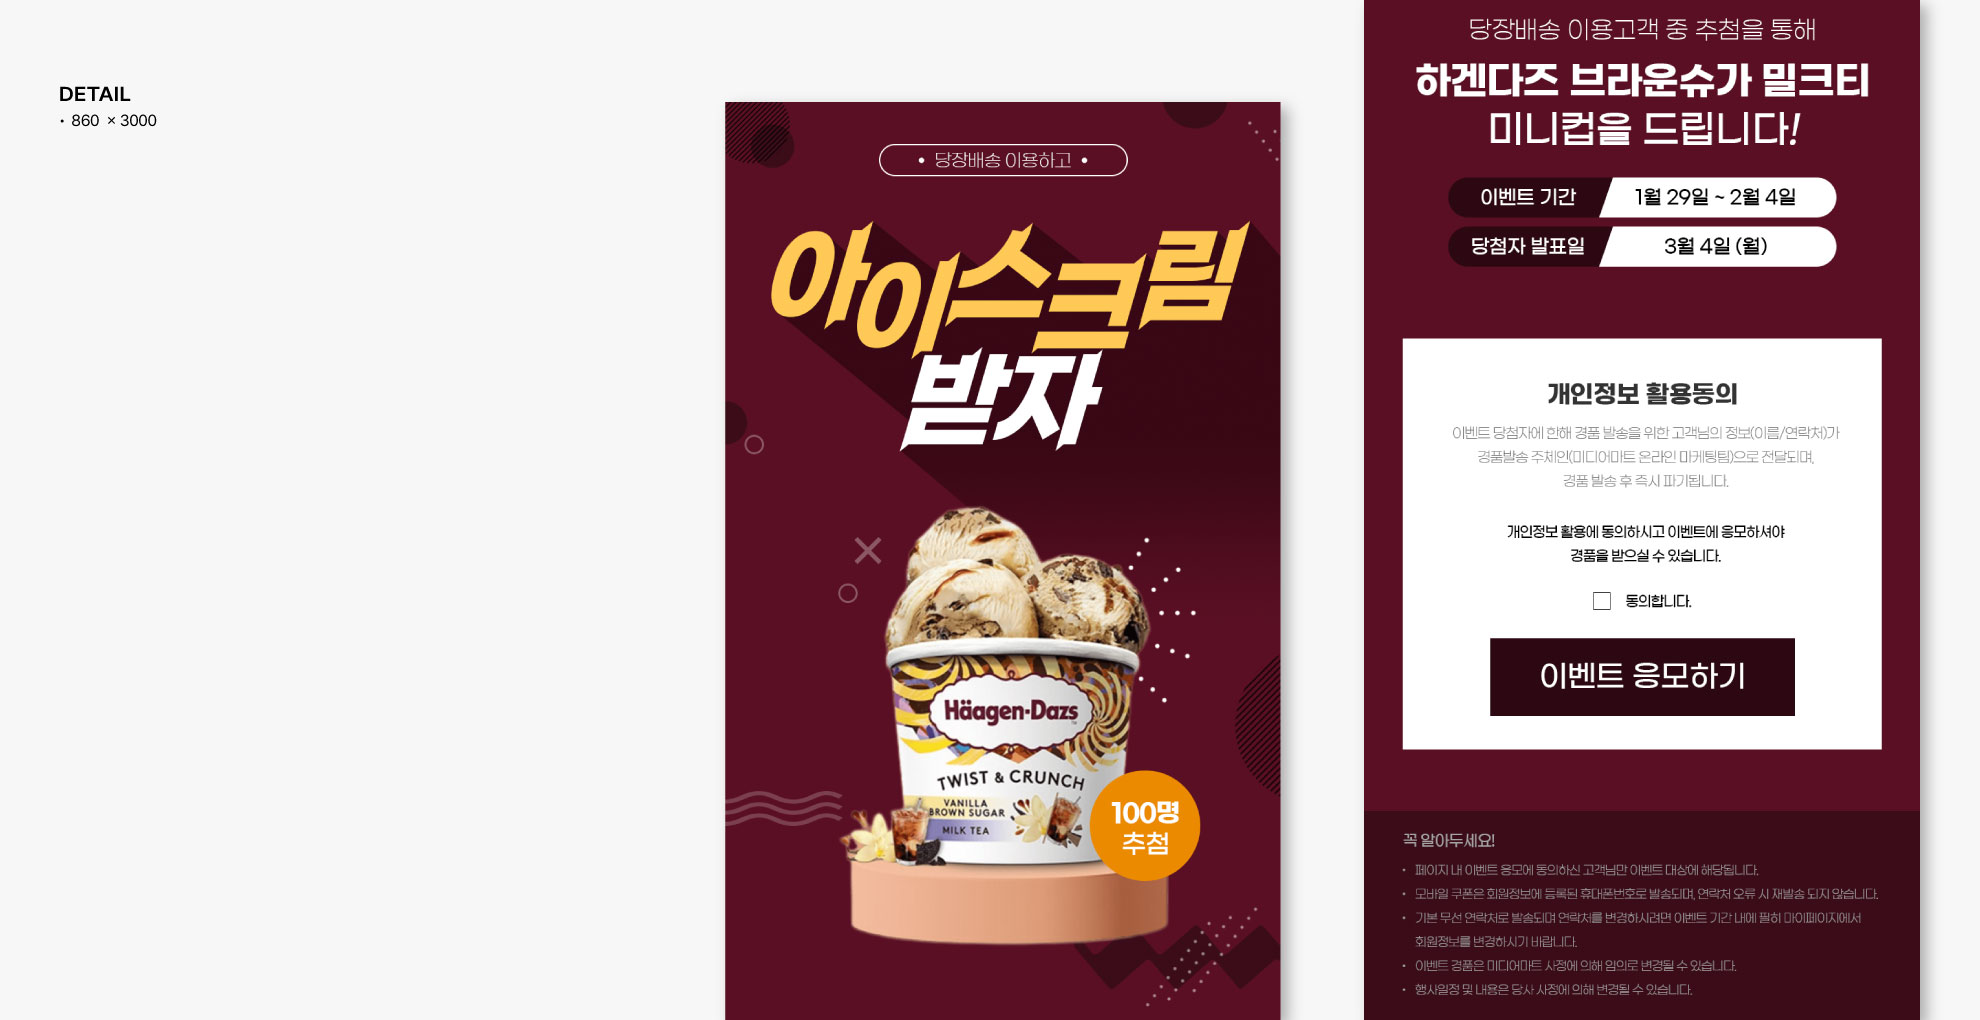 DETAIL
• 860 × 3000
• 당장배송 이용하고 •
아이스크림
받자
Häagen-Dazs
TWIST & CRUNCH
VANILLA
BROWN SUGAR
MILK TEA
100명
추첨
당장배송 이용고객 중 추첨을 통해
하겐다즈 브라운슈가 밀크티
미니컵을 드립니다!
이벤트 기간 1월 29일 ~ 2월 4일
당첨자 발표일 3월 4일 (월)
개인정보 활용동의
이벤트 당첨자에 한해 경품 발송을 위한 고객님의 정보(이름/연락처)가
경품발송 주체인(미디어마트 온라인 마케팅팀)으로 전달되며,
경품 발송 후 즉시 파기됩니다.
개인정보 활용에 동의하시고 이벤트에 응모하셔야
경품을 받으실 수 있습니다.
동의합니다.
이벤트 응모하기
꼭 알아두세요!
• 페이지 내 이벤트 응모에 동의하신 고객님만 이벤트 대상에 해당됩니다.
• 모바일 쿠폰은 회원정보에 등록된 휴대폰번호로 발송되며, 연락처 오류 시 재발송 되지 않습니다.
• 기본 무선 연락처로 발송되며 연락처를 변경하시려면 이벤트 기간 내에 필히 마이페이지에서
회원정보를 변경하시기 바랍니다.
• 이벤트 경품은 미디어마트 사정에 의해 임의로 변경될 수 있습니다.
• 행사일정 및 내용은 당사 사정에 의해 변경될 수 있습니다.